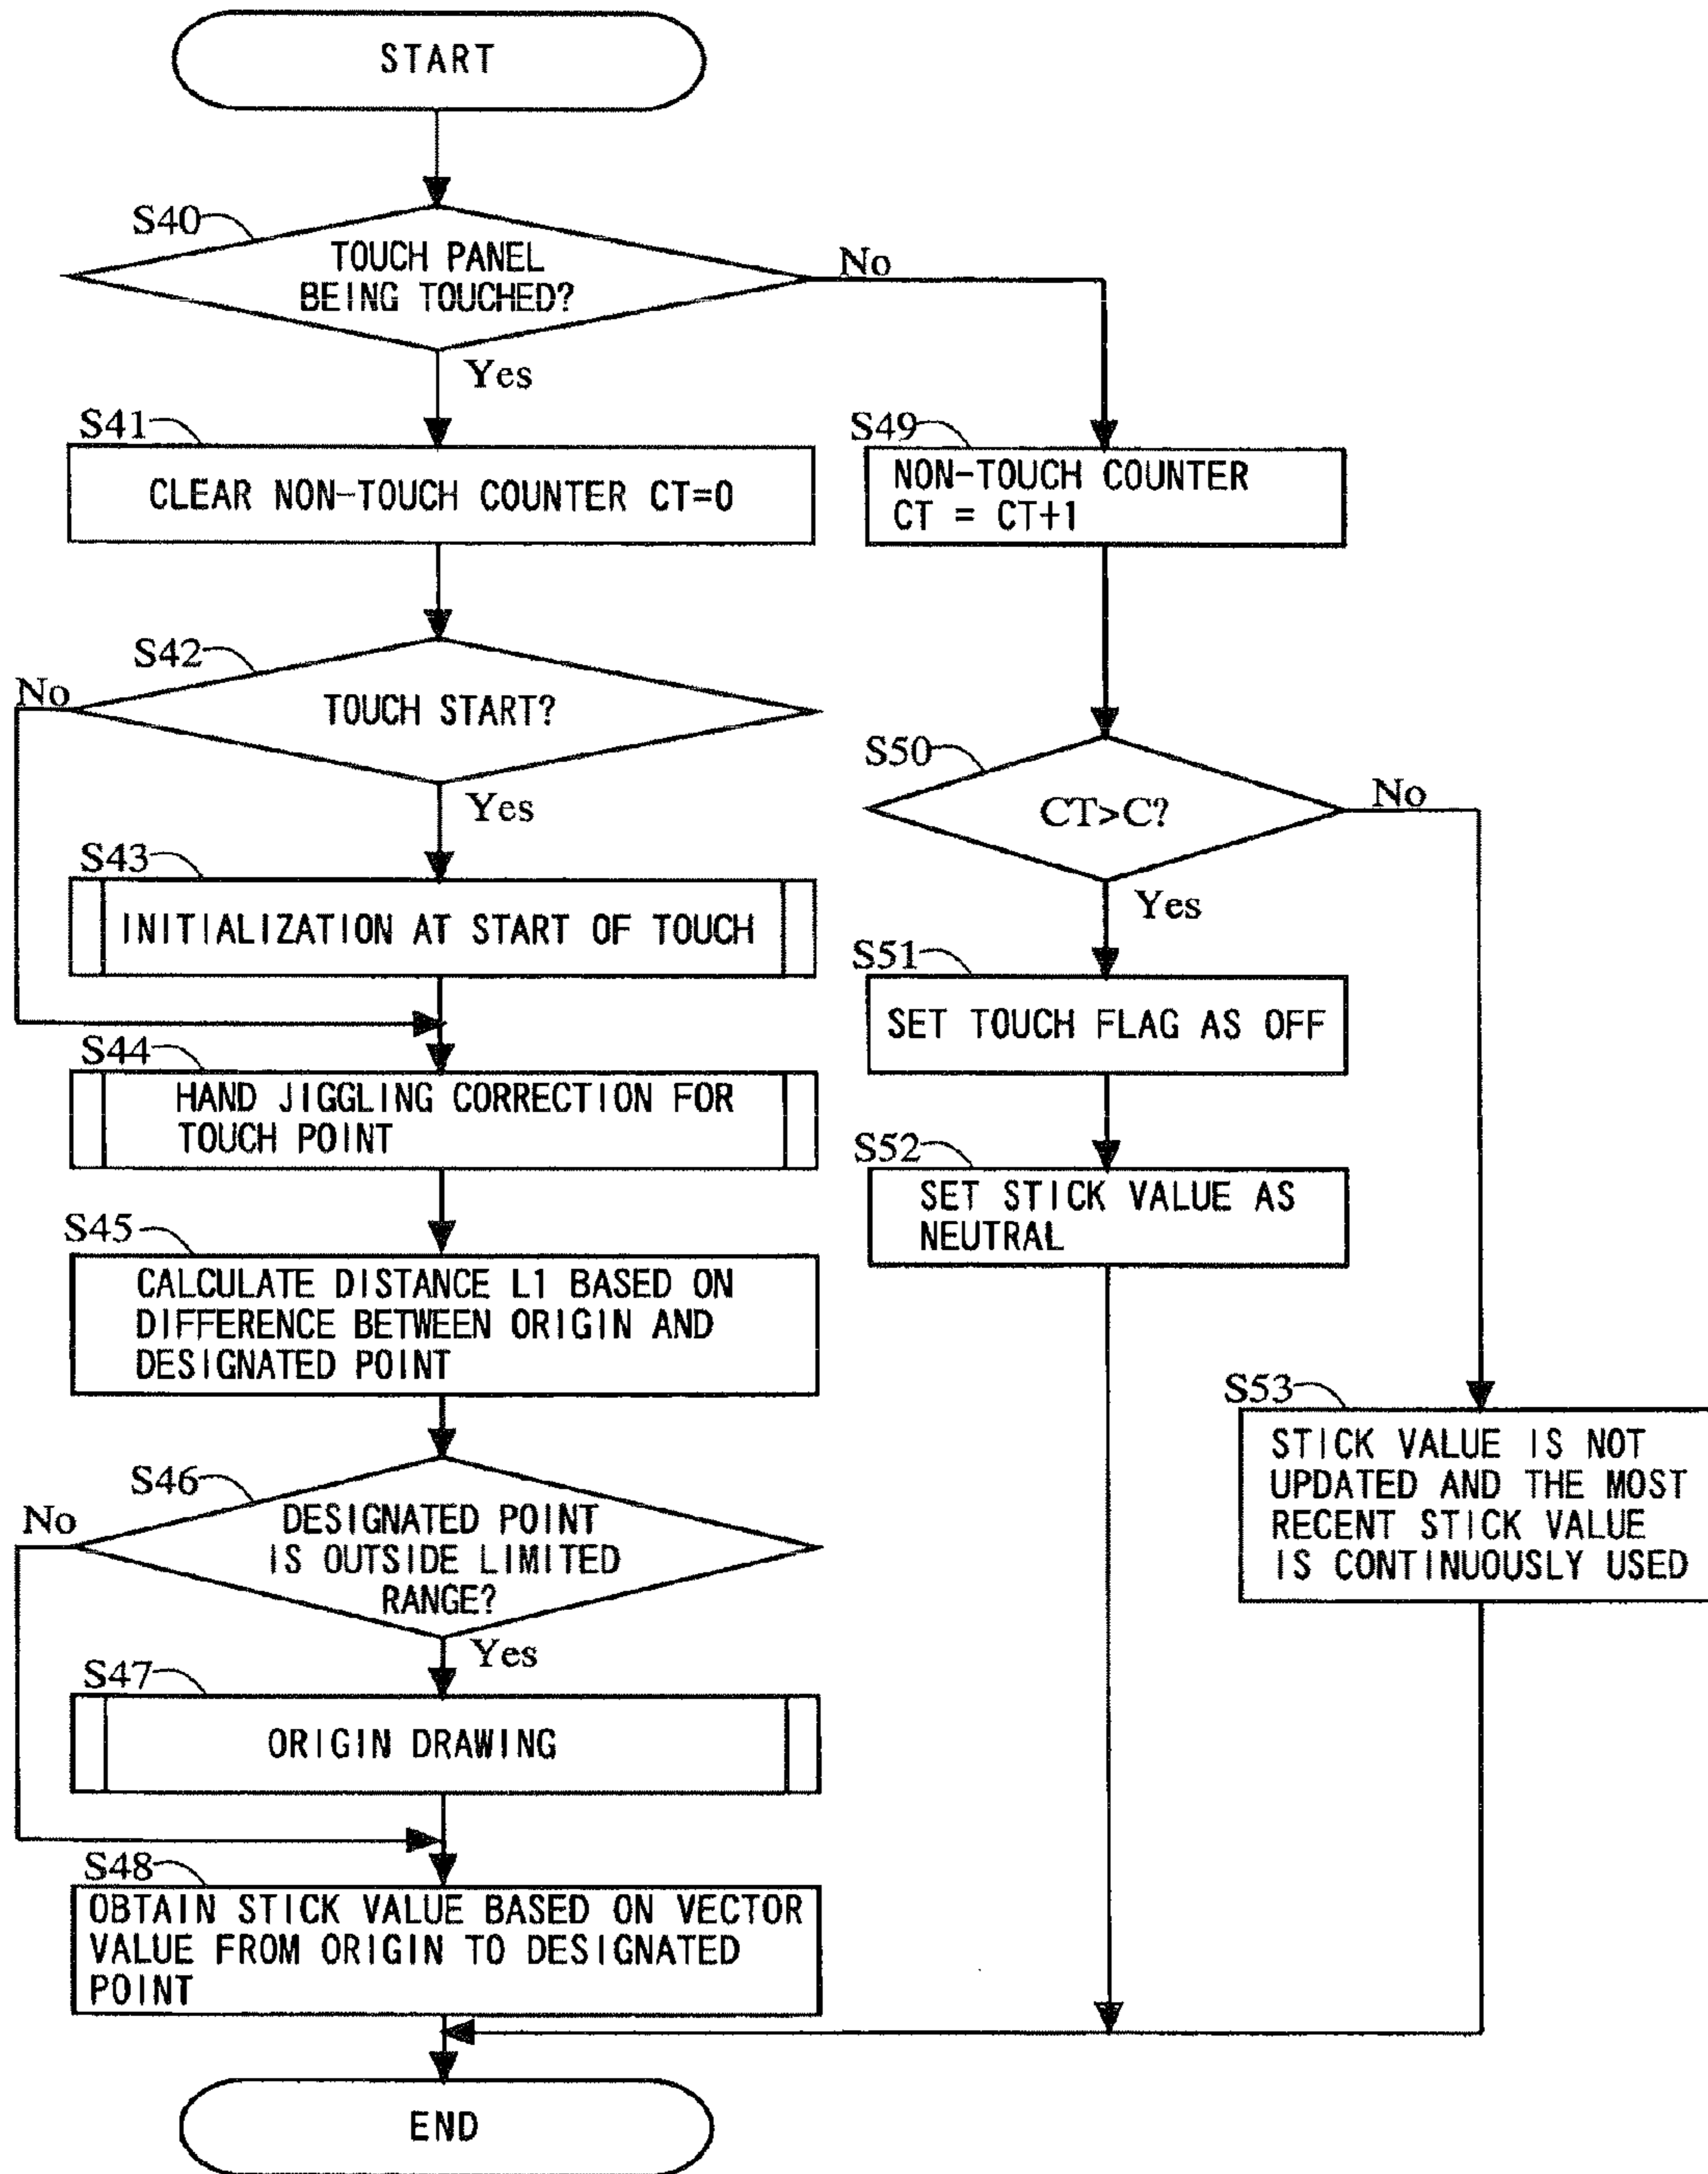 START
S40
TOUCH PANEL
BEING TOUCHED?
No
Yes
S41
CLEAR NON-TOUCH COUNTER CT=0
S49
NON-TOUCH COUNTER
CT = CT+1
S42
No
TOUCH START?
Yes
S50
CT>C?
No
Yes
S43
INITIALIZATION AT START OF TOUCH
S51
SET TOUCH FLAG AS OFF
S44
HAND JIGGLING CORRECTION FOR
TOUCH POINT
S52
SET STICK VALUE AS
NEUTRAL
S45
CALCULATE DISTANCE L1 BASED ON
DIFFERENCE BETWEEN ORIGIN AND
DESIGNATED POINT
S53
STICK VALUE IS NOT
UPDATED AND THE MOST
RECENT STICK VALUE
IS CONTINUOUSLY USED
S46
No
DESIGNATED POINT
IS OUTSIDE LIMITED
RANGE?
Yes
S47
ORIGIN DRAWING
S48
OBTAIN STICK VALUE BASED ON VECTOR
VALUE FROM ORIGIN TO DESIGNATED
POINT
END